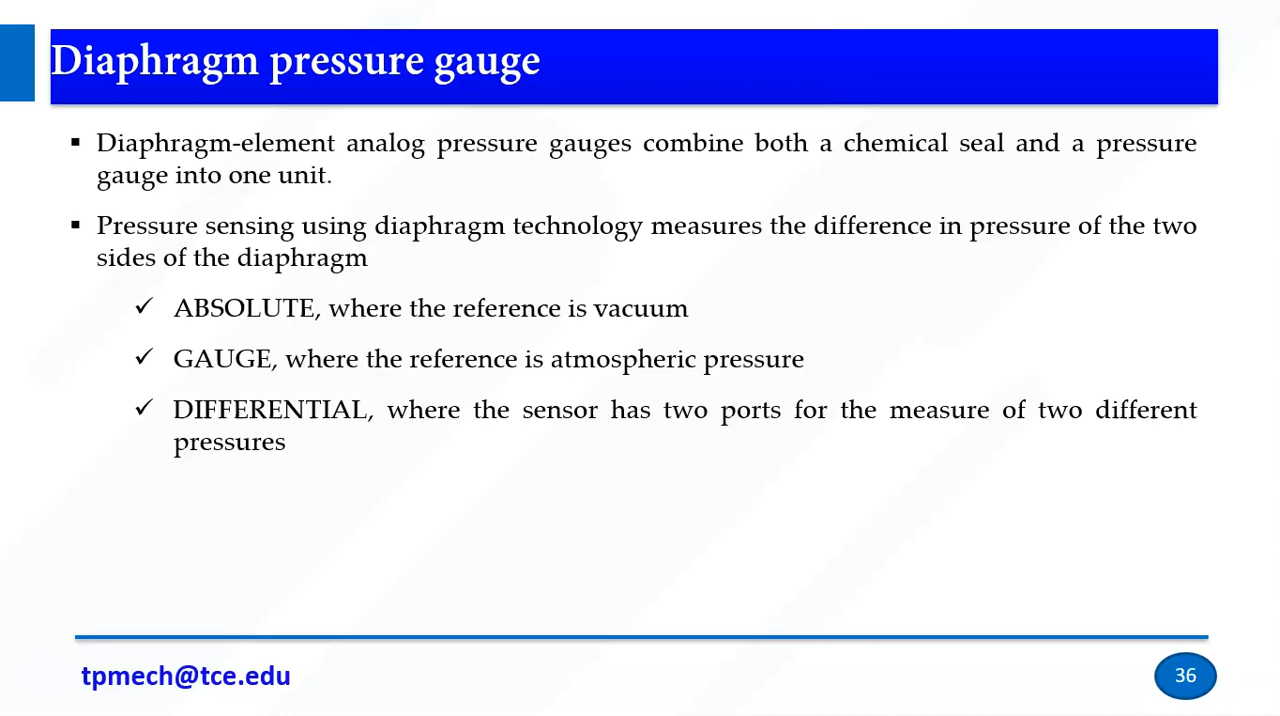 Diaphragm pressure gauge
▪ Diaphragm-element analog pressure gauges combine both a chemical seal and a pressure
gauge into one unit.
▪ Pressure sensing using diaphragm technology measures the difference in pressure of the two
sides of the diaphragm
✓ ABSOLUTE, where the reference is vacuum
✓ GAUGE, where the reference is atmospheric pressure
✓ DIFFERENTIAL, where the sensor has two ports for the measure of two different
pressures
tpmech@tce.edu
36